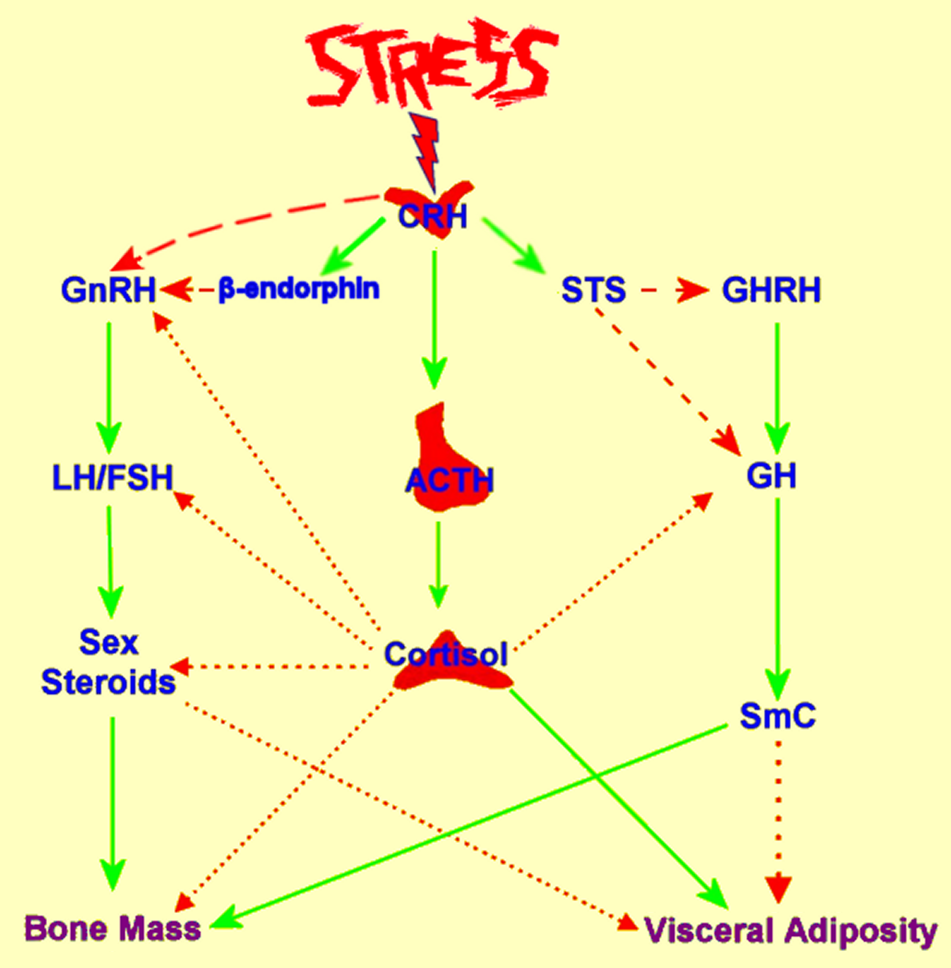 STRESS
CRH
GnRH
β-endorphin
STS
GHRH
LH/FSH
ACTH
GH
Sex
Steroids
Cortisol
SmC
Bone Mass
Visceral Adiposity